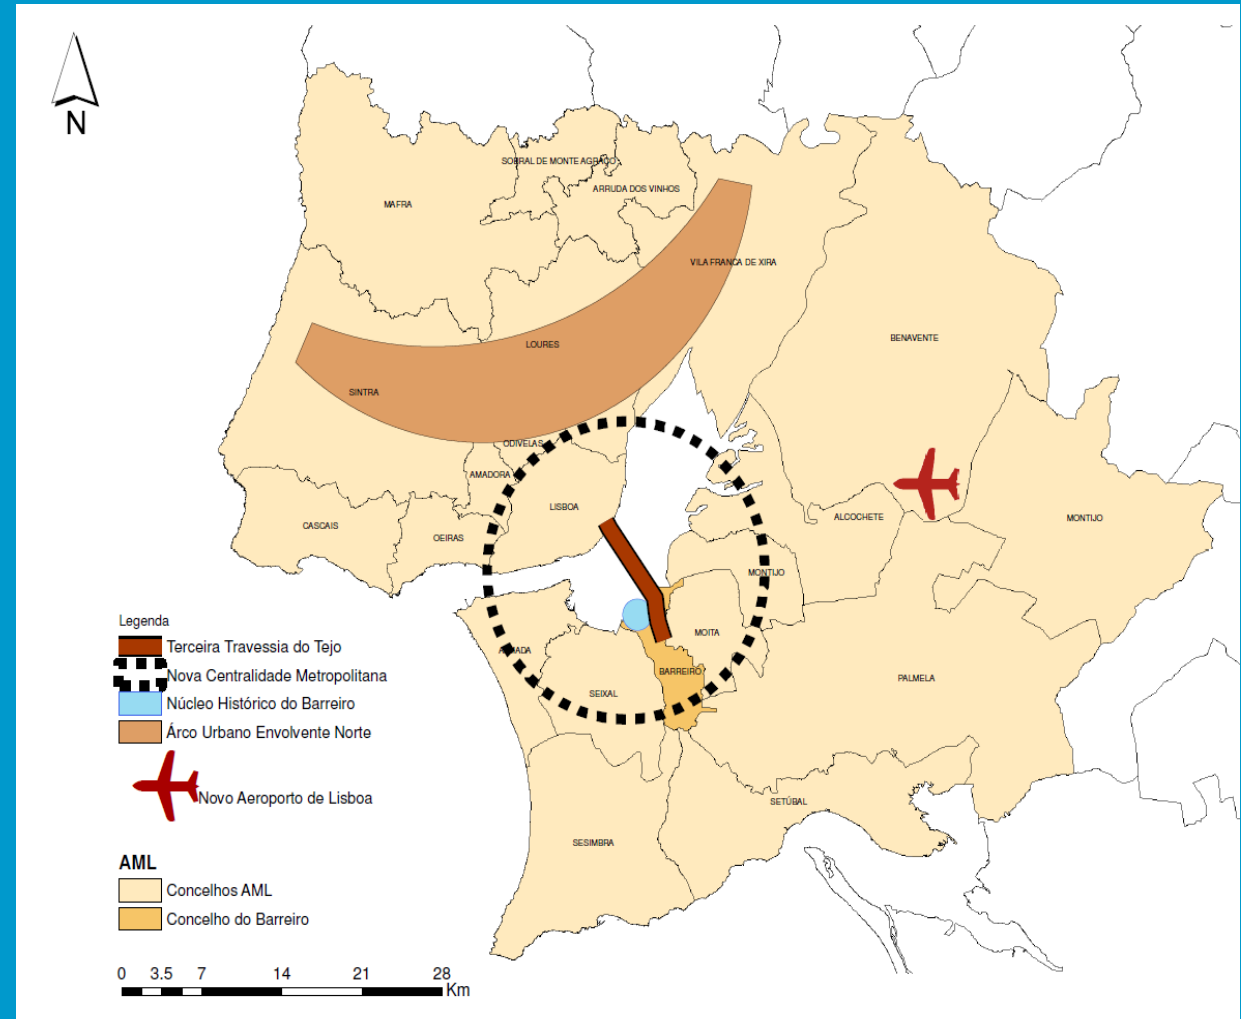 N
SOBRAL DE MONTE AGRAÇO
ARRUDA DOS VINHOS
MAFRA
VILA FRANCA DE XIRA
BENAVENTE
LOURES
SINTRA
ODIVELAS
AMADORA
LISBOA
ALCOCHETE
MONTIJO
CASCAIS
OEIRAS
MONTIJO
MOITA
ALMADA
BARREIRO
PALMELA
SEIXAL
SETÚBAL
SESIMBRA
Legenda
Terceira Travessia do Tejo
Nova Centralidade Metropolitana
Núcleo Histórico do Barreiro
Árco Urbano Envolvente Norte
Novo Aeroporto de Lisboa
AML
Concelhos AML
Concelho do Barreiro
0 3.5 7 14 21 28
Km